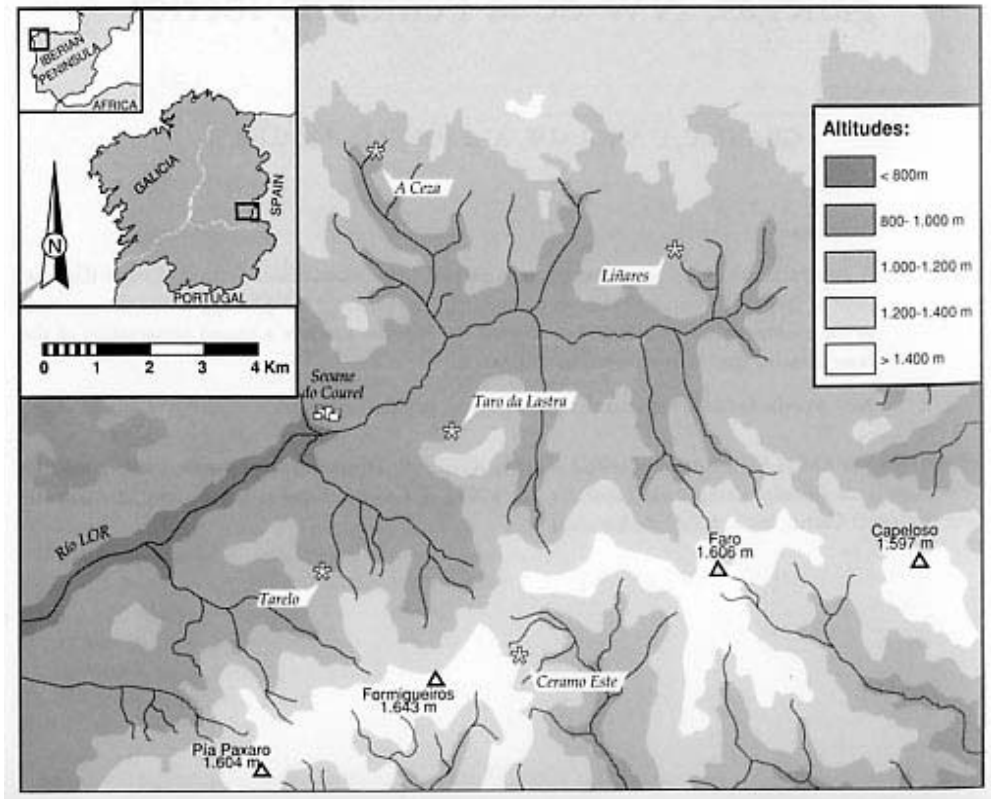 IBERIAN
PENINSULA
AFRICA
GALICIA
SPAIN
PORTUGAL
N
0 1 2 3 4 Km
Altitudes:
< 800m
800- 1.000 m
1.000-1.200 m
1.200-1.400 m
> 1.400 m
A Ceza
Liñares
Seoane
do Courel
Taro da Lastra
Río LOR
Tarelo
Faro
1.606 m
Capeloso
1.597 m
Ceramo Este
Formigueiros
1.643 m
Pía Paxaro
1.604 m